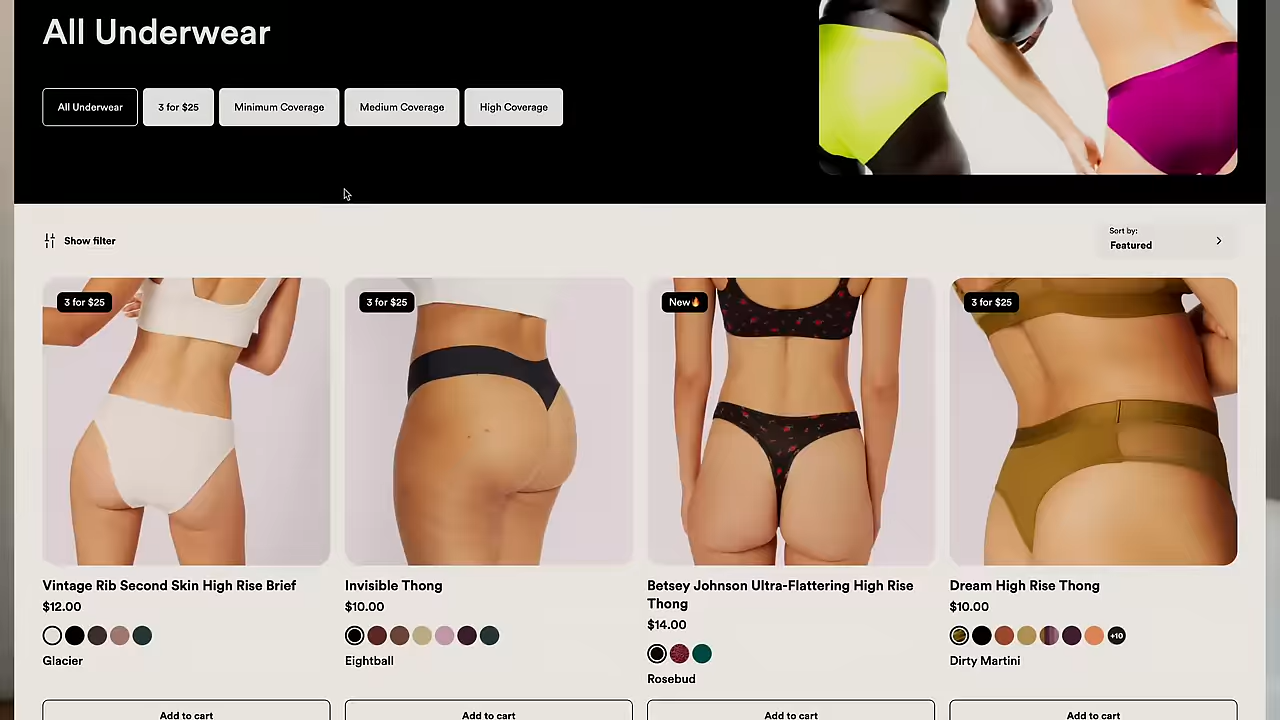 All Underwear
All Underwear
3 for $25
Minimum Coverage
Medium Coverage
High Coverage
Show filter
Sort by:
Featured
3 for $25
3 for $25
New🔥
3 for $25
Vintage Rib Second Skin High Rise Brief
$12.00
Glacier
Invisible Thong
$10.00
Eightball
Betsey Johnson Ultra-Flattering High Rise
Thong
$14.00
Rosebud
Dream High Rise Thong
$10.00
+10
Dirty Martini
Add to cart
Add to cart
Add to cart
Add to cart